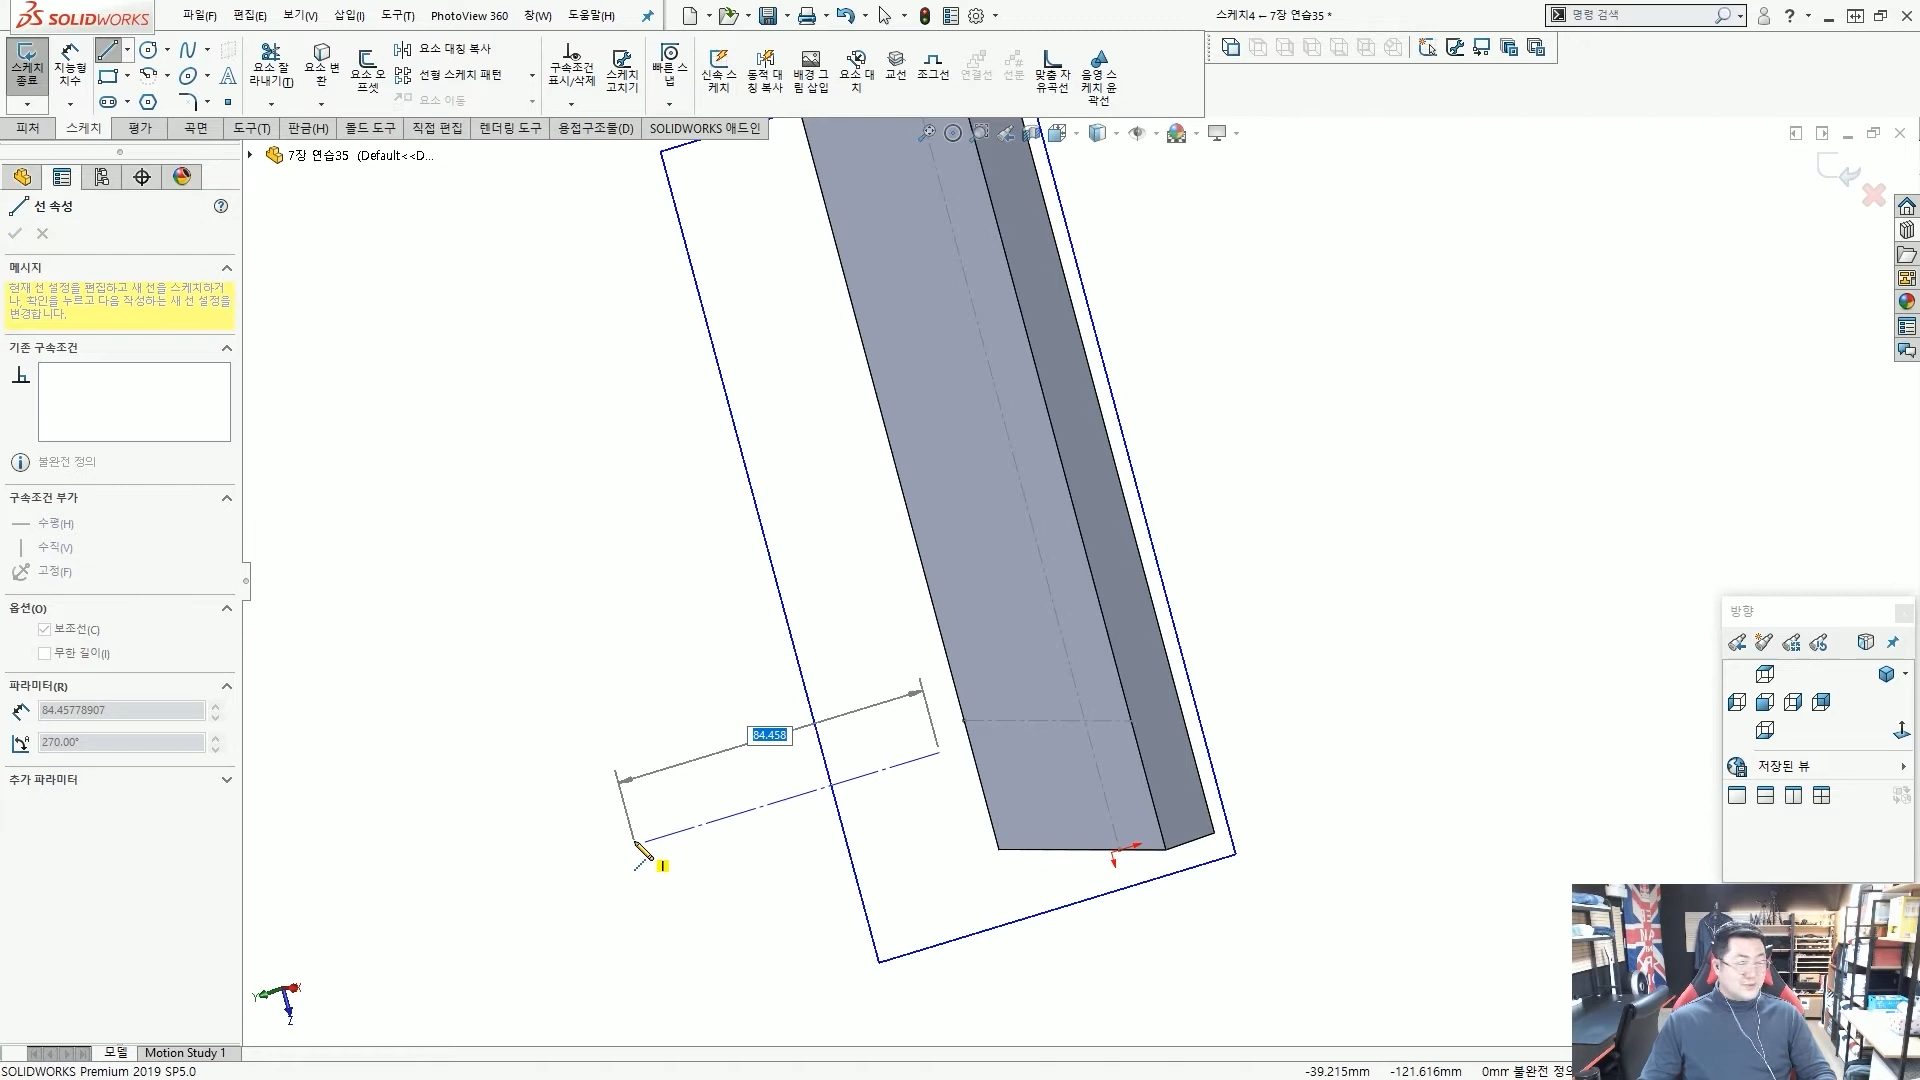 SOLIDWORKS
파일(F)
편집(E)
보기(V)
삽입(I)
도구(T)
PhotoView 360
창(W)
도움말(H)
스케치4 ← 7장 연습35 *
명령 검색
스케치 종료
지능형 치수
요소 잘라내기(T)
요소 변환
요소 오프셋
요소 대칭 복사
선형 스케치 패턴
요소 이동
구속조건 표시/삭제
스케치 고치기
빠른 스냅
신속 스케치
동적 대칭 복사
배경 그림 삽입
요소 대치
교선
조그선
연결선
선분
맞춤 자유곡선
음영 스케치 윤곽선
피처
스케치
평가
곡면
도구(T)
판금(H)
몰드 도구
직접 편집
렌더링 도구
용접구조물(D)
SOLIDWORKS 애드인
7장 연습35 (Default<<D...
선 속성
메시지
현재 선 설정을 편집하고 새 선을 스케치하거
나, 확인을 누르고 다음 작성하는 새 선 설정을
변경합니다.
기존 구속조건
불완전 정의
구속조건 부가
수평(H)
수직(V)
고정(F)
옵션(O)
보조선(C)
무한 길이(I)
파라미터(R)
84.45778907
270.00°
추가 파라미터
84.458
방향
저장된 뷰
Y
X
Z
모델
Motion Study 1
SOLIDWORKS Premium 2019 SP5.0
-39.215mm
-121.616mm
0mm 불완전 정의